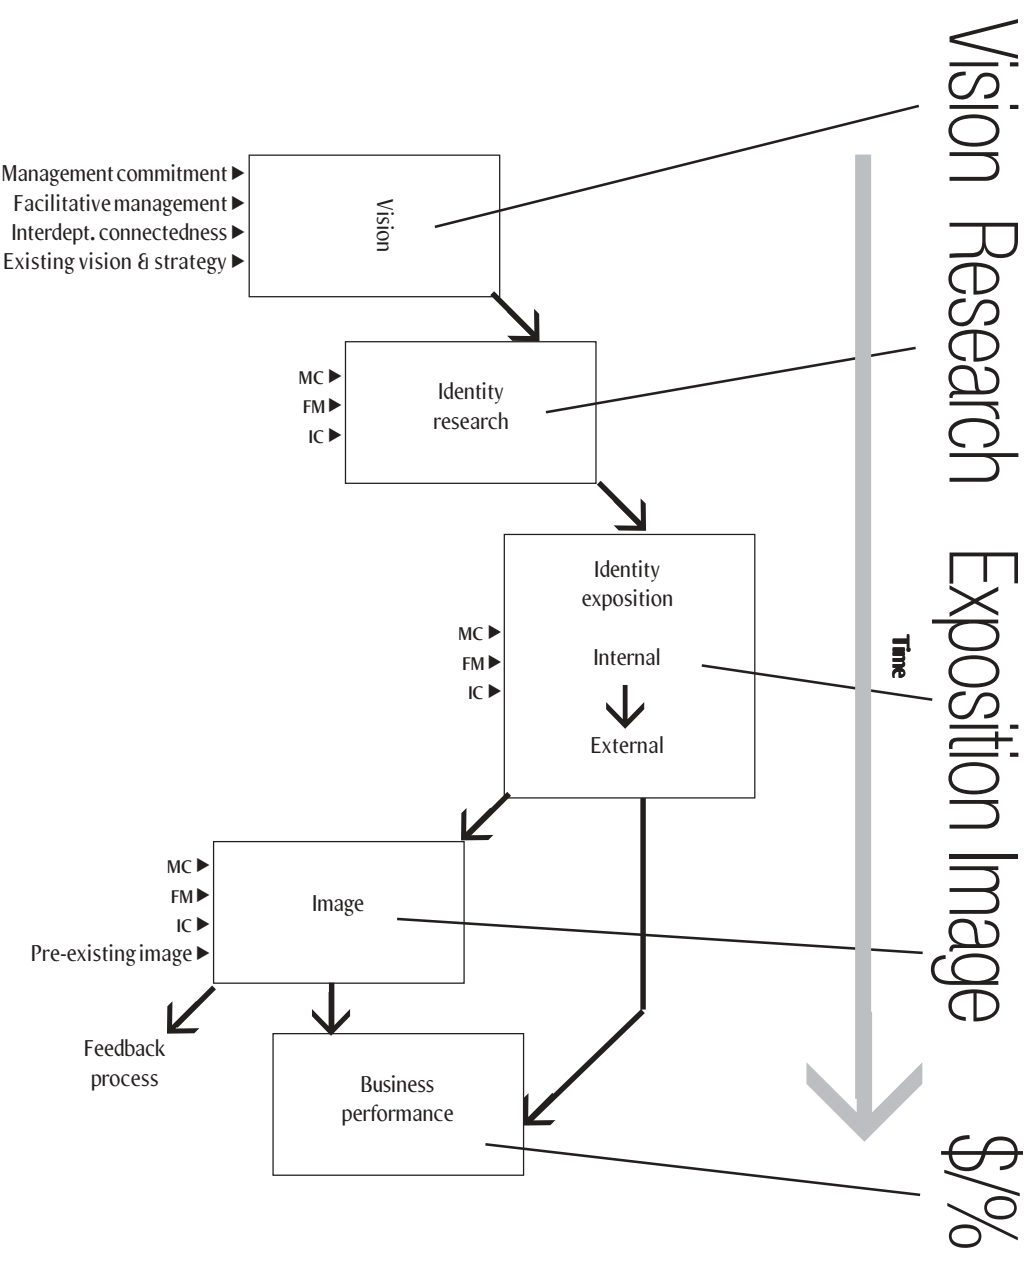 Vision
Management commitment
Facilitative management
Interdept. connectedness
Existing vision & strategy
Vision
Research
MC
FM
IC
Identity
research
Exposition
Identity
exposition
MC
FM
IC
Internal
External
Time
Image
MC
FM
IC
Pre-existing image
Image
Feedback
process
Business
performance
$/%